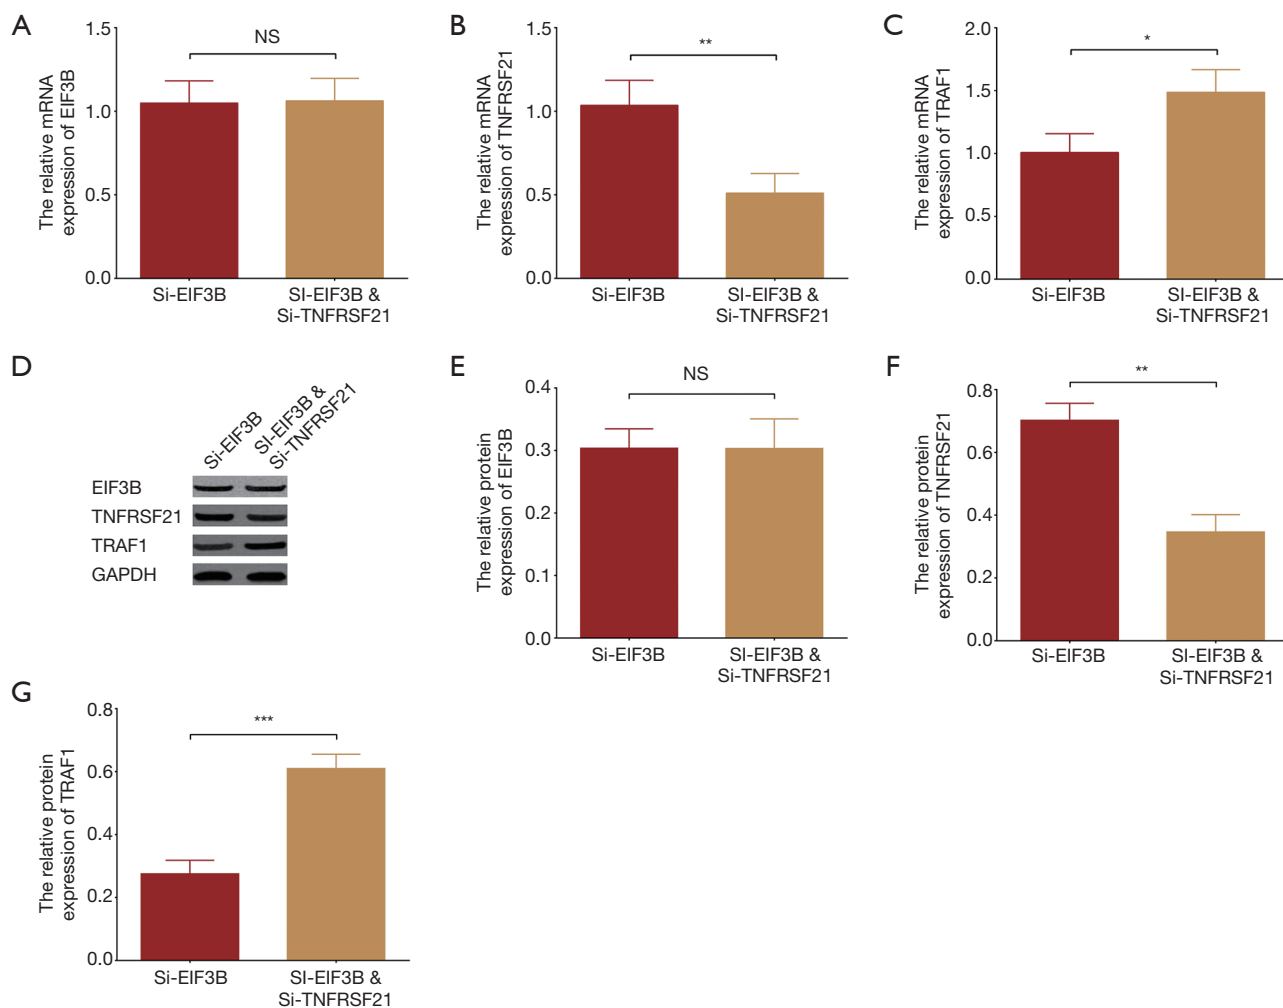 A
The relative mRNA
expression of EIF3B
1.5
1.0
0.5
0.0
NS
Si-EIF3B
SI-EIF3B &
Si-TNFRSF21
B
The relative mRNA
expression of TNFRSF21
1.5
1.0
0.5
0.0
**
Si-EIF3B
SI-EIF3B &
Si-TNFRSF21
C
The relative mRNA
expression of TRAF1
2.0
1.5
1.0
0.5
0.0
*
Si-EIF3B
SI-EIF3B &
Si-TNFRSF21
D
Si-EIF3B
SI-EIF3B &
Si-TNFRSF21
EIF3B
TNFRSF21
TRAF1
GAPDH
E
The relative protein
expression of EIF3B
0.4
0.3
0.2
0.1
0.0
NS
Si-EIF3B
SI-EIF3B &
Si-TNFRSF21
F
The relative protein
expression of TNFRSF21
0.8
0.6
0.4
0.2
0.0
**
Si-EIF3B
SI-EIF3B &
Si-TNFRSF21
G
The relative protein
expression of TRAF1
0.8
0.6
0.4
0.2
0.0
***
Si-EIF3B
SI-EIF3B &
Si-TNFRSF21